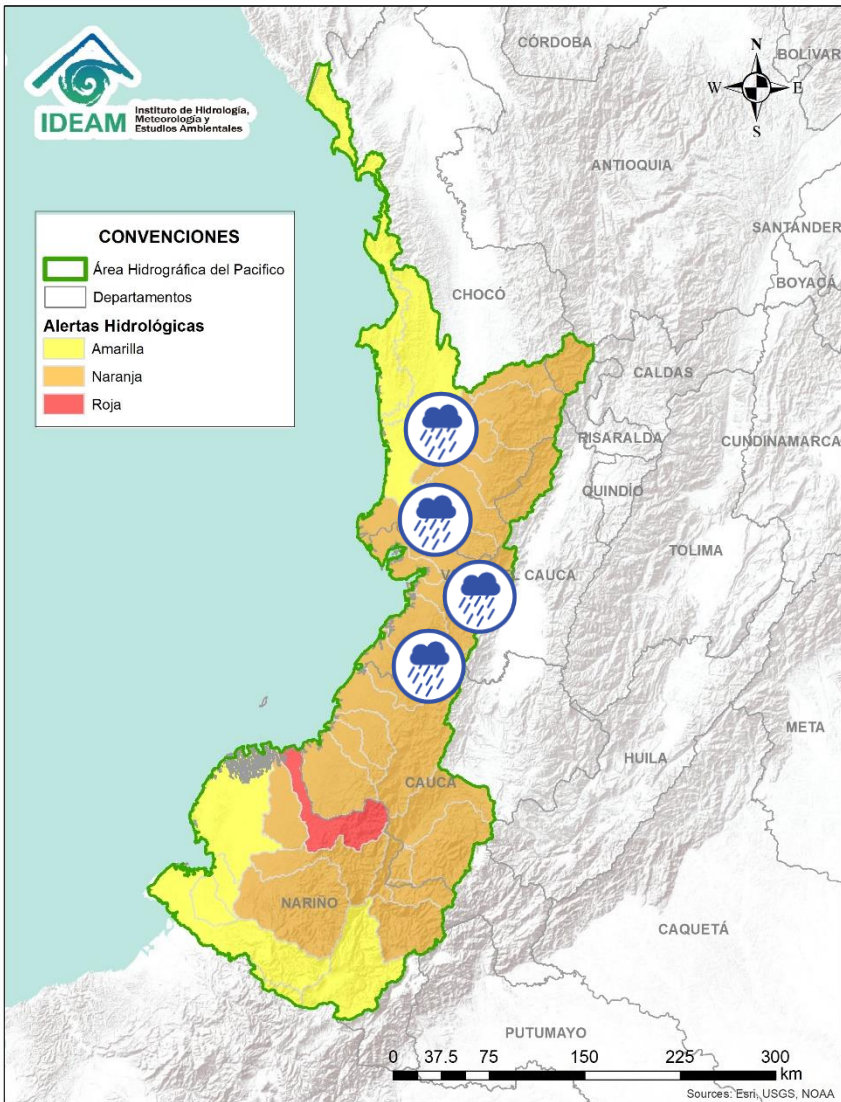 IDEAM
Instituto de Hidrología,
Meteorología y
Estudios Ambientales
CONVENCIONES
Área Hidrográfica del Pacifico
Departamentos
Alertas Hidrológicas
Amarilla
Naranja
Roja
N
W
E
S
CÓRDOBA
BOLÍVAR
ANTIOQUIA
SANTANDER
BOYACÁ
CHOCÓ
CALDAS
RISARALDA
CUNDINAMARCA
QUINDÍO
TOLIMA
CAUCA
META
HUILA
CAUCA
NARIÑO
CAQUETÁ
PUTUMAYO
0 37.5 75 150 225 300
km
Sources: Esri, USGS, NOAA